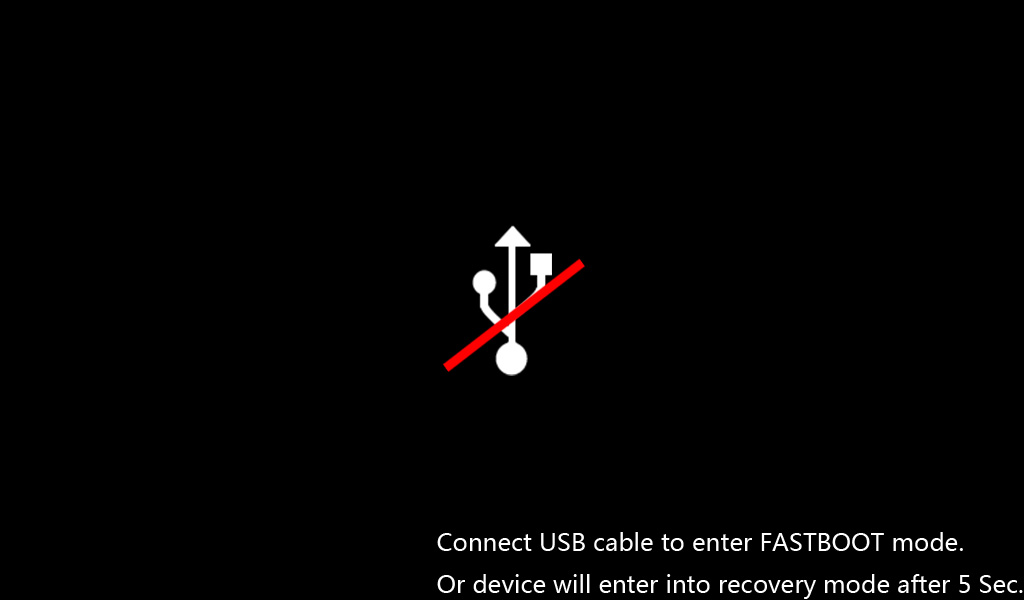 Connect USB cable to enter FASTBOOT mode.
Or device will enter into recovery mode after 5 Sec.